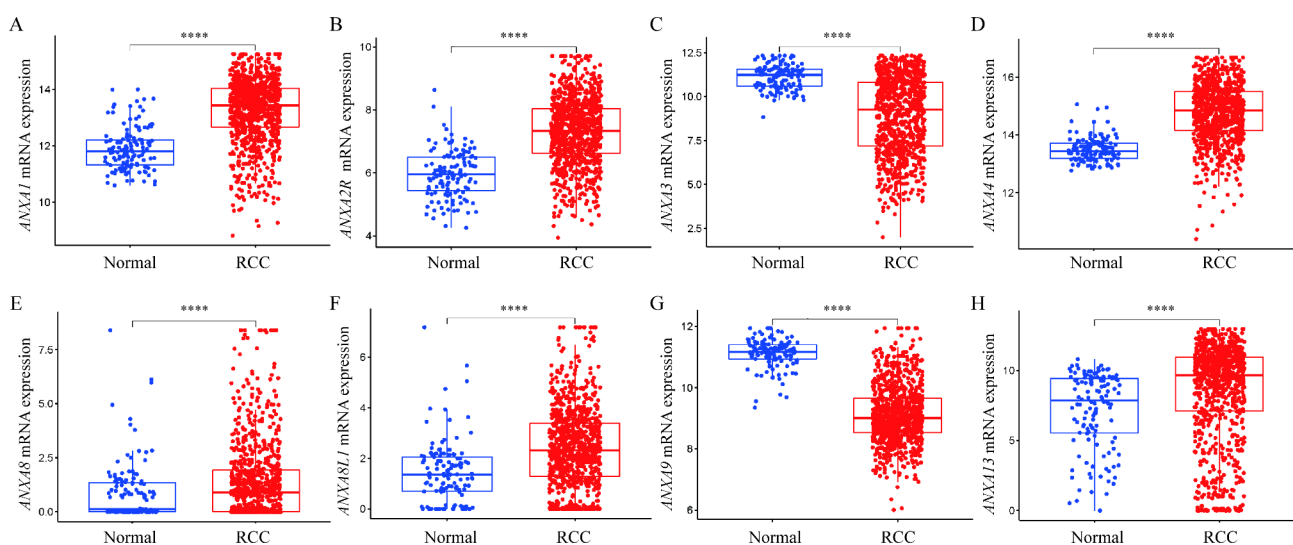 A
****
ANXA1 mRNA expression
14
12
10
Normal
RCC
B
****
ANXA2R mRNA expression
10
8
6
4
Normal
RCC
C
****
ANXA3 mRNA expression
12.5
10.0
7.5
5.0
2.5
Normal
RCC
D
****
ANXA4 mRNA expression
16
14
12
Normal
RCC
E
****
ANXA8 mRNA expression
7.5
5.0
2.5
0.0
Normal
RCC
F
****
ANXA8L1 mRNA expression
6
4
2
0
Normal
RCC
G
****
ANXA19 mRNA expression
12
10
8
6
Normal
RCC
H
****
ANXA13 mRNA expression
10
5
0
Normal
RCC